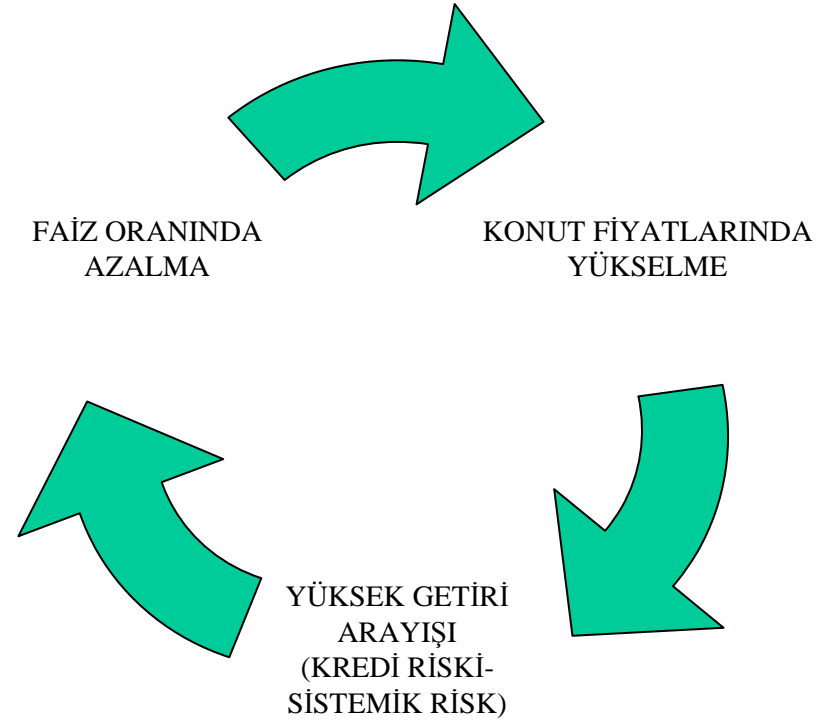 FAİZ ORANINDA
AZALMA
KONUT FİYATLARINDA
YÜKSELME
YÜKSEK GETİRİ
ARAYIŞI
(KREDİ RİSKİ-
SİSTEMİK RİSK)